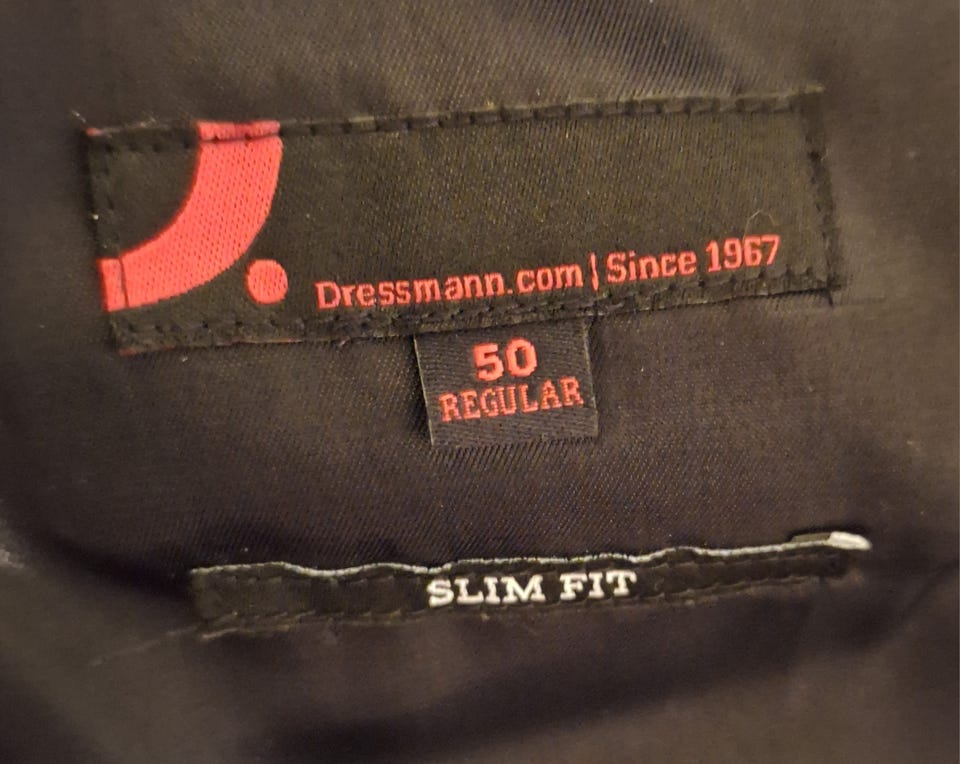 Dressmann.com | Since 1967
50
REGULAR
SLIM FIT